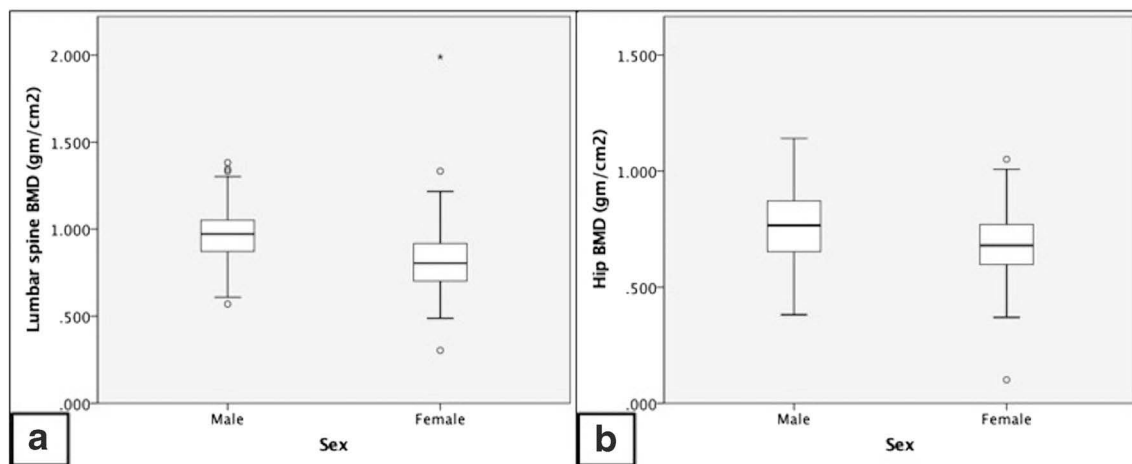 Lumbar spine BMD (gm/cm2)
2.000
1.500
1.000
.500
.000
Male
Female
Sex
a
Hip BMD (gm/cm2)
1.500
1.000
.500
.000
Male
Female
Sex
b